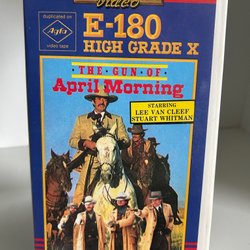 video
duplicated on
Agfa
video tape
E-180
HIGH GRADE X
THE · GUN · OF
April Morning
STARRING
LEE VAN CLEEF
STUART WHITMAN